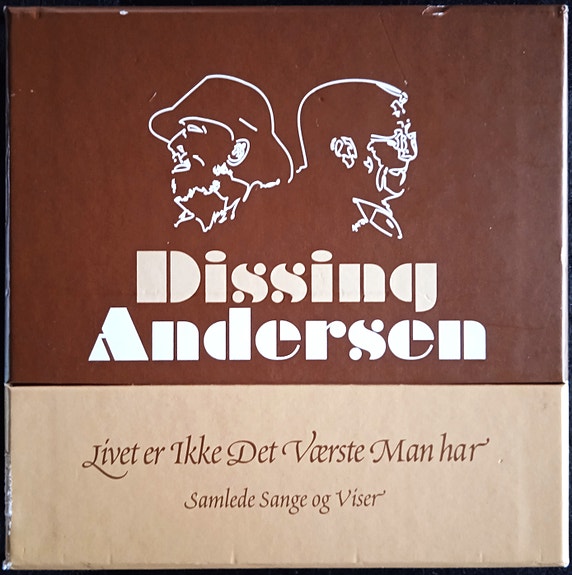 Dissing
Andersen
Livet er Ikke Det Værste Man har
Samlede Sange og Viser